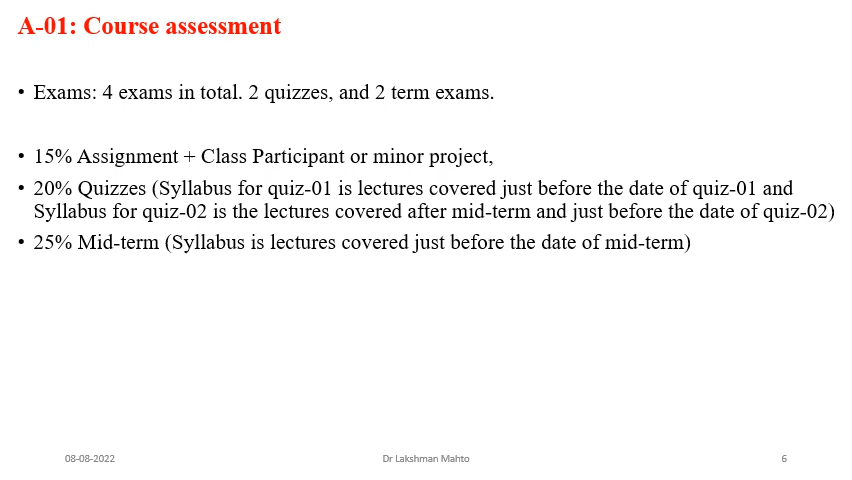 A-01: Course assessment
• Exams: 4 exams in total. 2 quizzes, and 2 term exams.
• 15% Assignment + Class Participant or minor project,
• 20% Quizzes (Syllabus for quiz-01 is lectures covered just before the date of quiz-01 and
Syllabus for quiz-02 is the lectures covered after mid-term and just before the date of quiz-02)
• 25% Mid-term (Syllabus is lectures covered just before the date of mid-term)
08-08-2022
Dr Lakshman Mahto
6